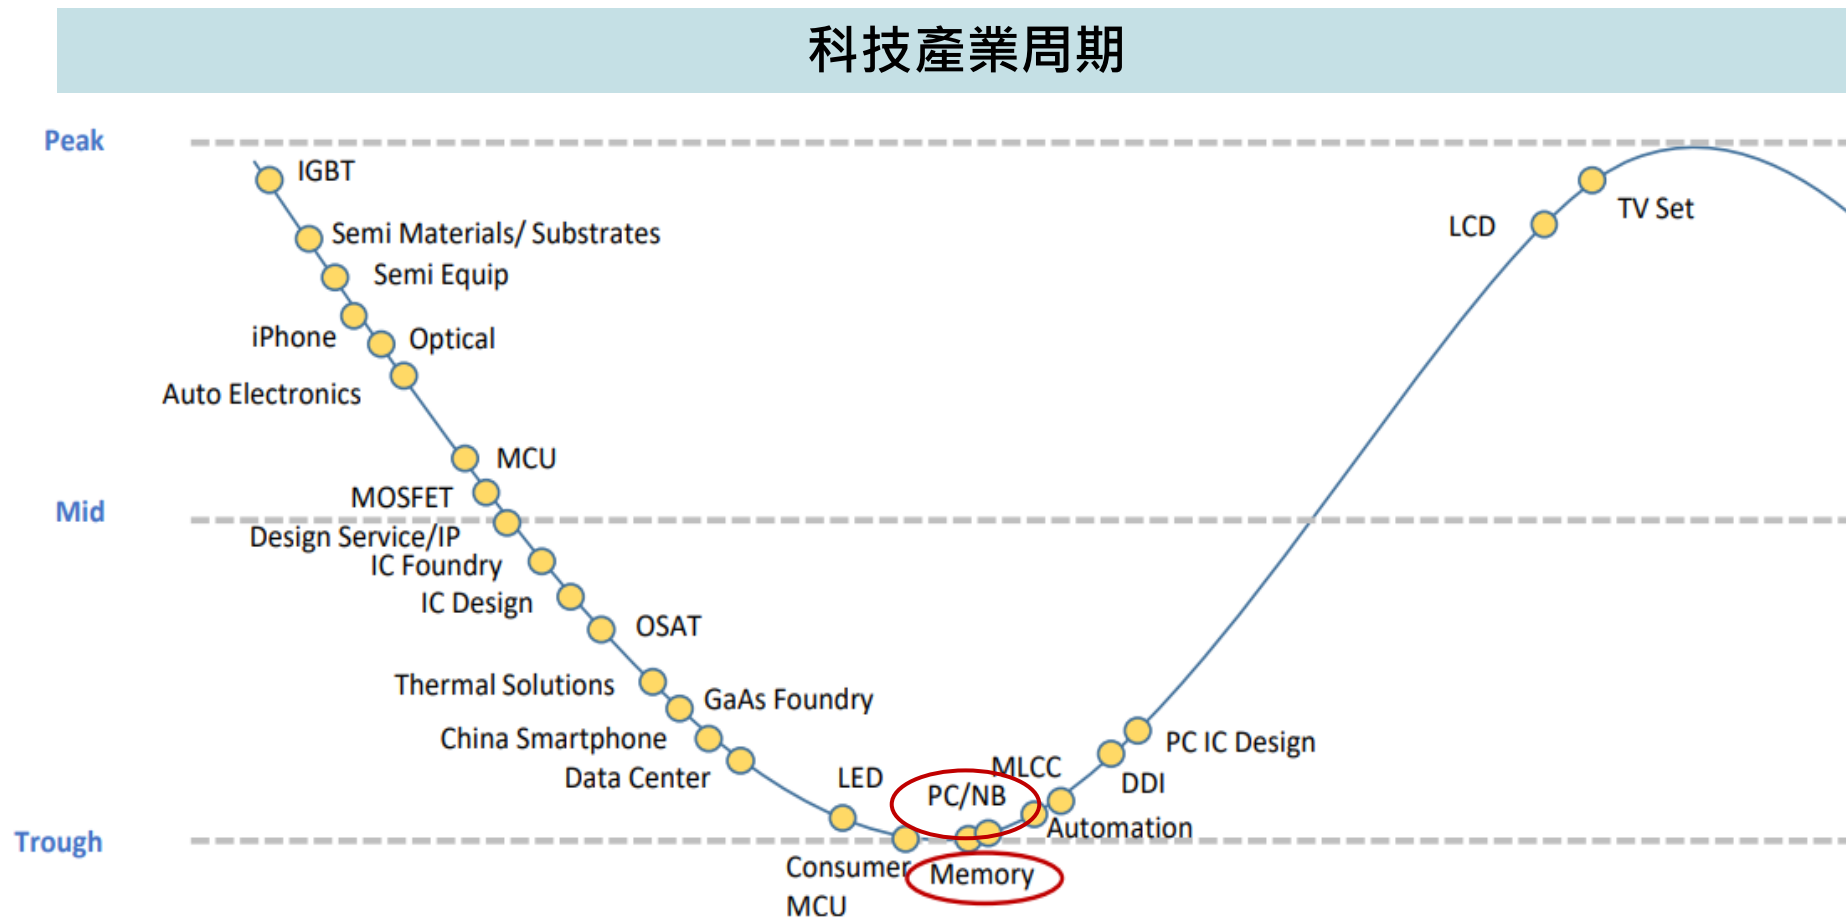 科技產業周期
Peak
IGBT
Semi Materials/ Substrates
Semi Equip
iPhone
Optical
Auto Electronics
MCU
MOSFET
Mid
Design Service/IP
IC Foundry
IC Design
OSAT
Thermal Solutions
GaAs Foundry
China Smartphone
Data Center
LED
PC/NB
MLCC
Automation
DDI
PC IC Design
LCD
TV Set
Trough
Consumer
MCU
Memory